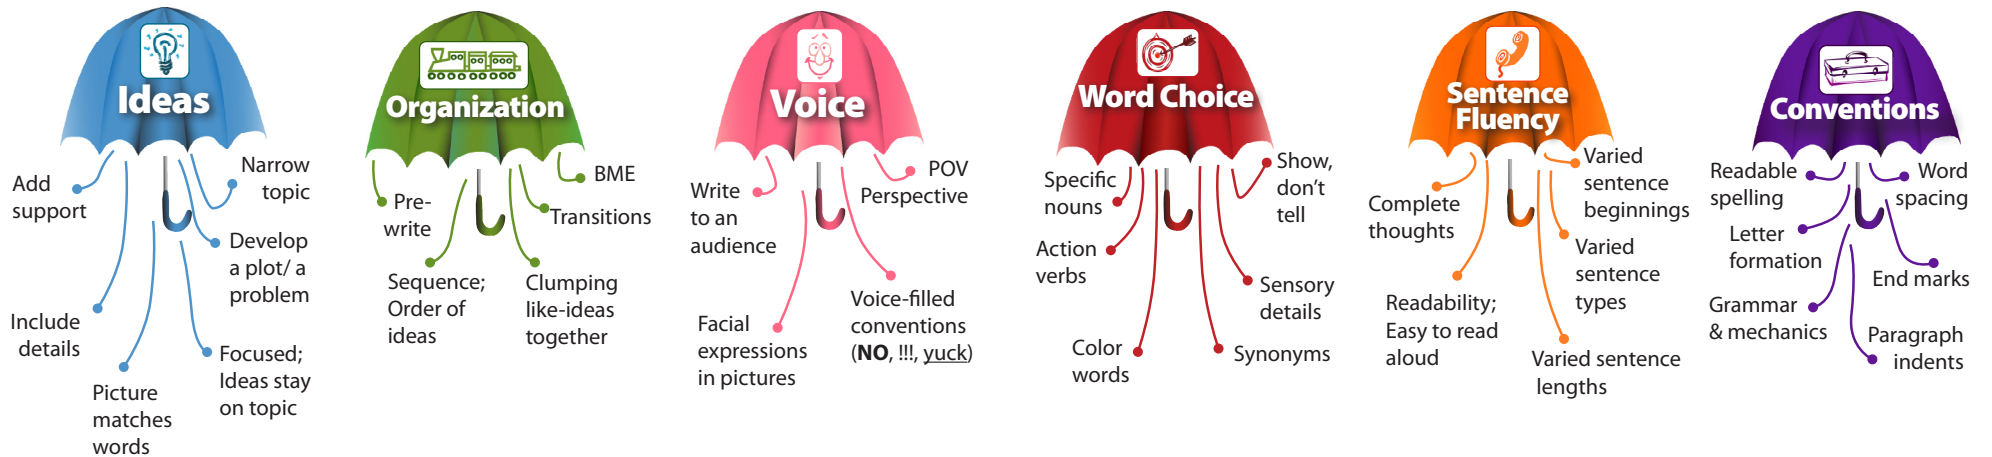 Ideas
Add
support
Narrow
topic
Include
details
Develop
a plot/ a
problem
Picture
matches
words
Focused;
Ideas stay
on topic
Organization
Pre-
write
BME
Transitions
Sequence;
Order of
ideas
Clumping
like-ideas
together
Voice
Write
to an
audience
POV
Perspective
Facial
expressions
in pictures
Voice-filled
conventions
(NO, !!!, yuck)
Word Choice
Specific
nouns
Show,
don't
tell
Action
verbs
Sensory
details
Color
words
Synonyms
Sentence
Fluency
Complete
thoughts
Varied
sentence
beginnings
Varied
sentence
types
Readability;
Easy to read
aloud
Varied sentence
lengths
Conventions
Readable
spelling
Word
spacing
Letter
formation
End marks
Grammar
& mechanics
Paragraph
indents